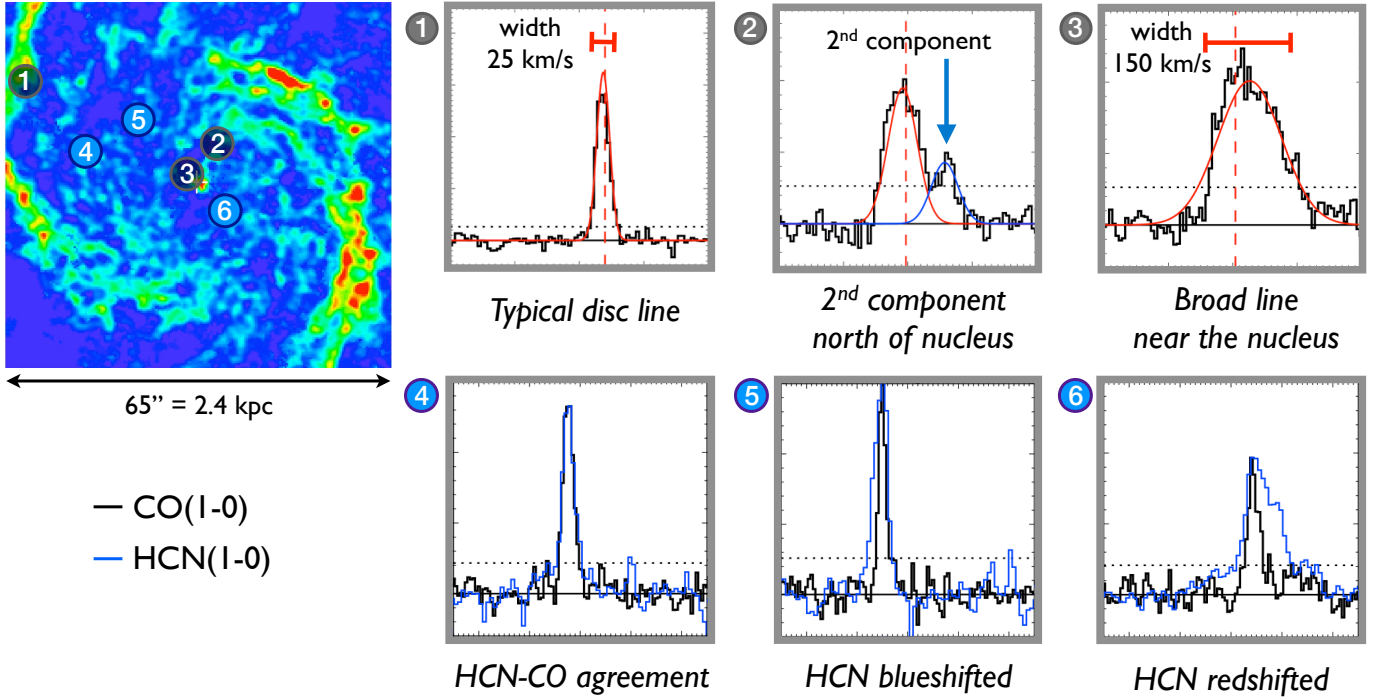 1
2
3
4
5
6
65” = 2.4 kpc
CO(1-0)
HCN(1-0)
1
width
25 km/s
Typical disc line
2
2nd component
2nd component
north of nucleus
3
width
150 km/s
Broad line
near the nucleus
4
HCN-CO agreement
5
HCN blueshifted
6
HCN redshifted